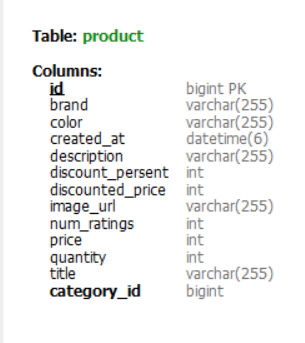 Table: product
Columns:
id bigint PK
brand varchar(255)
color varchar(255)
created_at datetime(6)
description varchar(255)
discount_persent int
discounted_price int
image_url varchar(255)
num_ratings int
price int
quantity int
title varchar(255)
category_id bigint